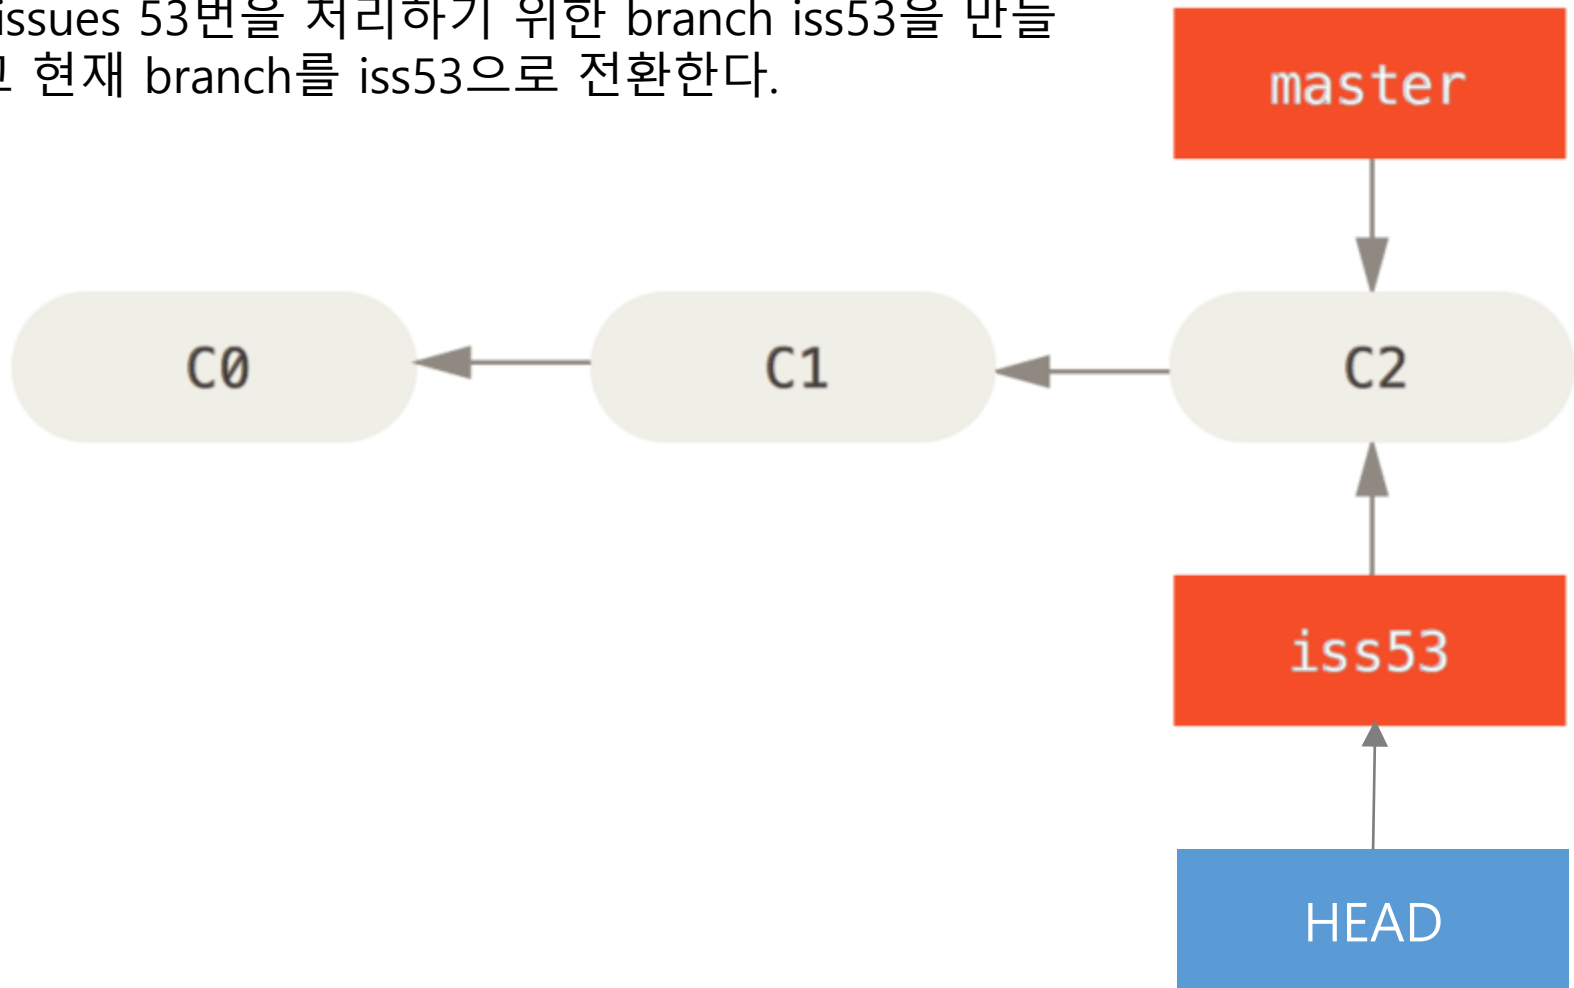 issues 53번을 처리하기 위한 branch iss53을 만들
고 현재 branch를 iss53으로 전환한다.
master
C0
C1
C2
iss53
HEAD